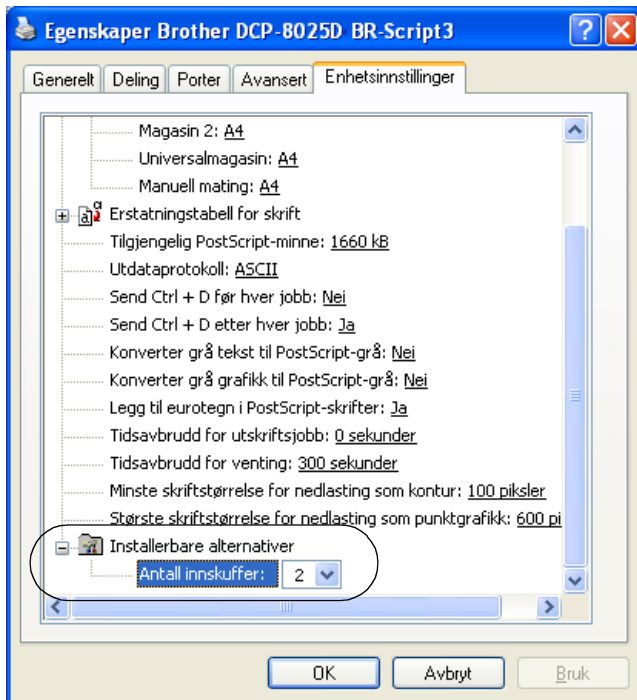 Egenskaper Brother DCP-8025D BR-Script3
Generelt Deling Porter Avansert Enhetsinnstillinger
Magasin 2: A4
Universalmagasin: A4
Manuell mating: A4
Erstatningstabell for skrift
Tilgjengelig PostScript-minne: 1660 kB
Utdataprotokoll: ASCII
Send Ctrl + D før hver jobb: Nei
Send Ctrl + D etter hver jobb: Ja
Konverter grå tekst til PostScript-grå: Nei
Konverter grå grafikk til PostScript-grå: Nei
Legg til eurotegn i PostScript-skrifter: Ja
Tidsavbrudd for utskriftsjobb: 0 sekunder
Tidsavbrudd for venting: 300 sekunder
Minste skriftstørrelse for nedlasting som kontur: 100 piksler
Største skriftstørrelse for nedlasting som punktgrafikk: 600 pi
Installerbare alternativer
Antall innskuffer: 2
OK Avbryt Bruk